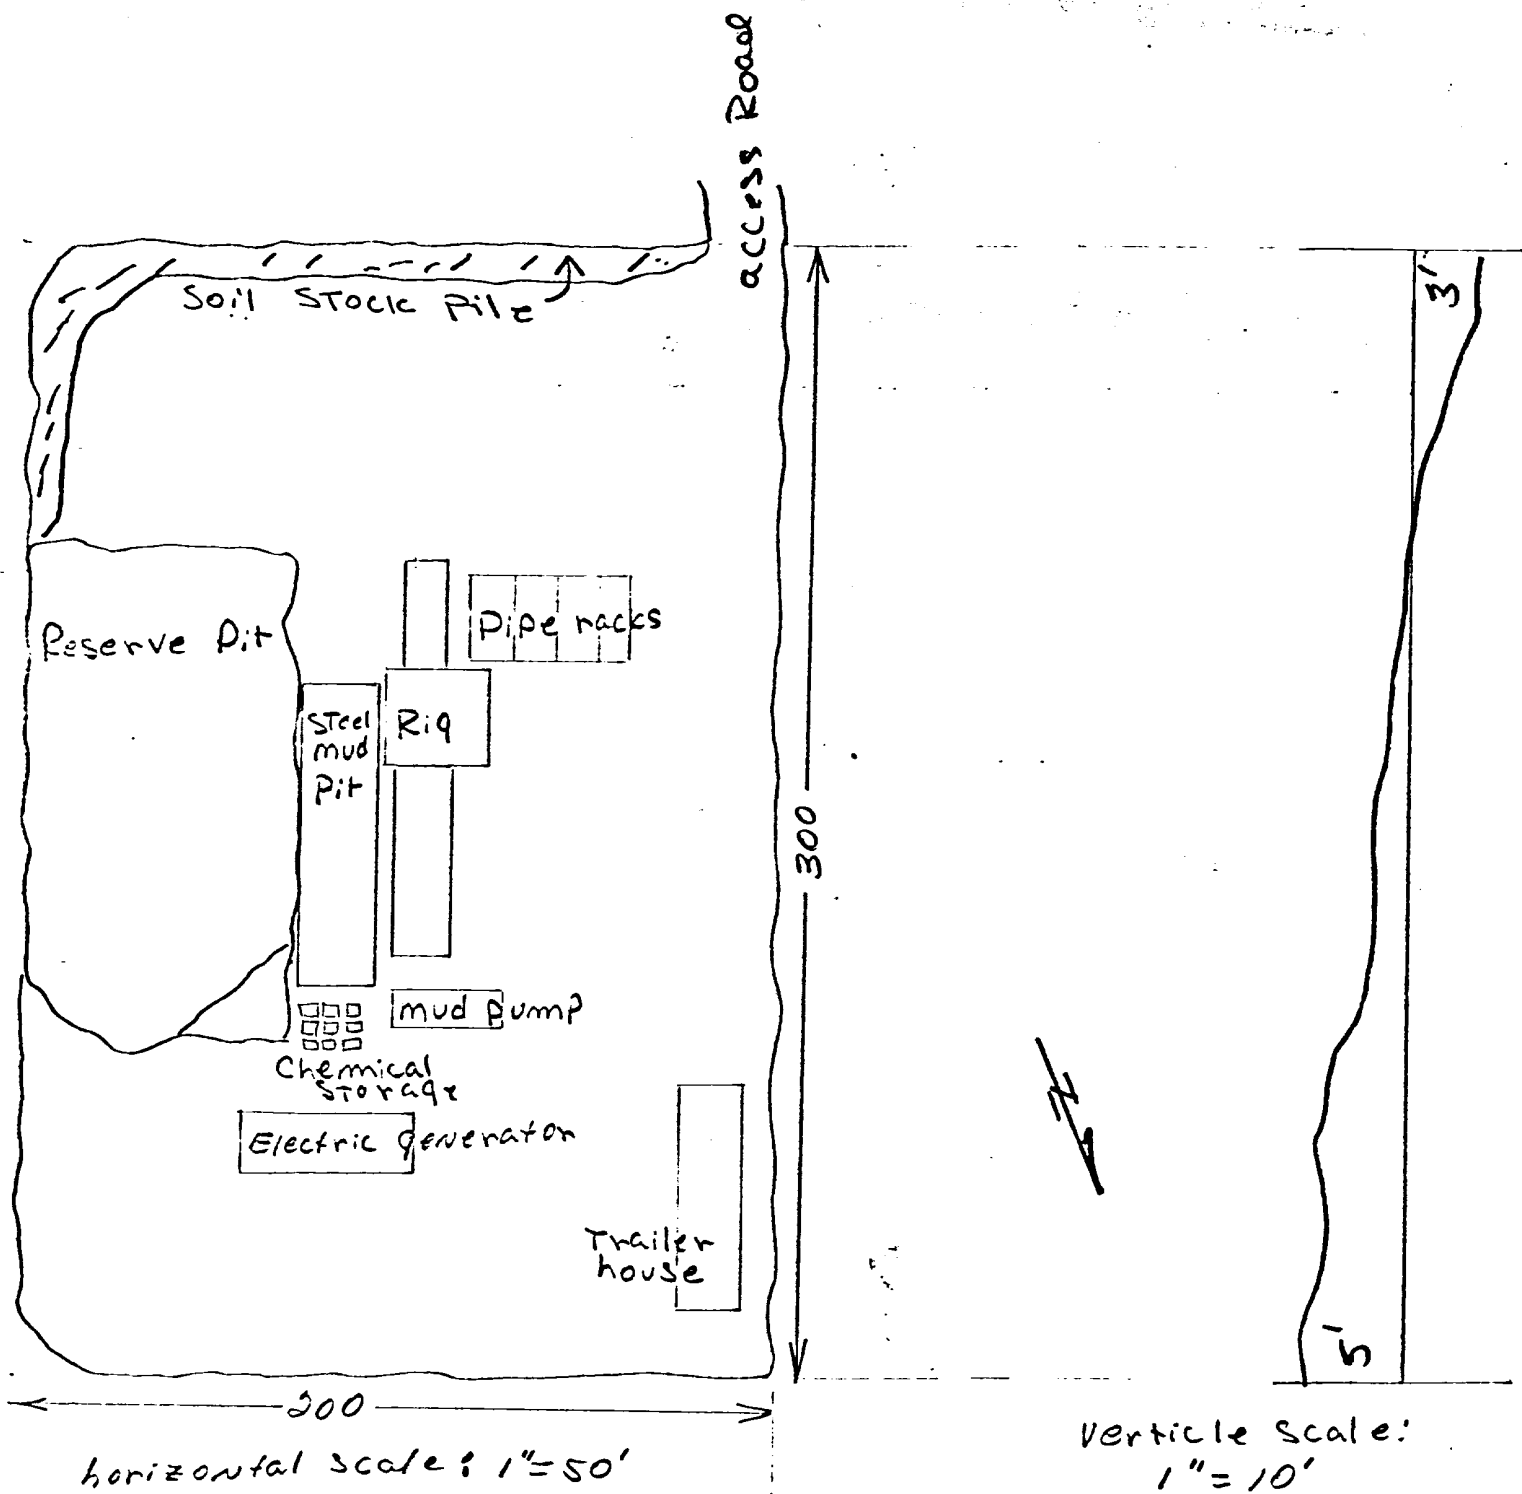 access Road
Soil STock Pile
3'
Reserve Pit
Pipe racks
STeel
mud
Pit
Rig
300
mud pump
Chemical
STorage
N
Electric generator
Trailer
house
5'
200
horizontal scale: 1"=50'
verticle scale:
1"=10'